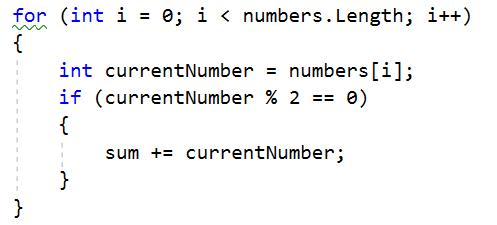 for (int i = 0; i < numbers.Length; i++)
{
    int currentNumber = numbers[i];
    if (currentNumber % 2 == 0)
    {
        sum += currentNumber;
    }
}